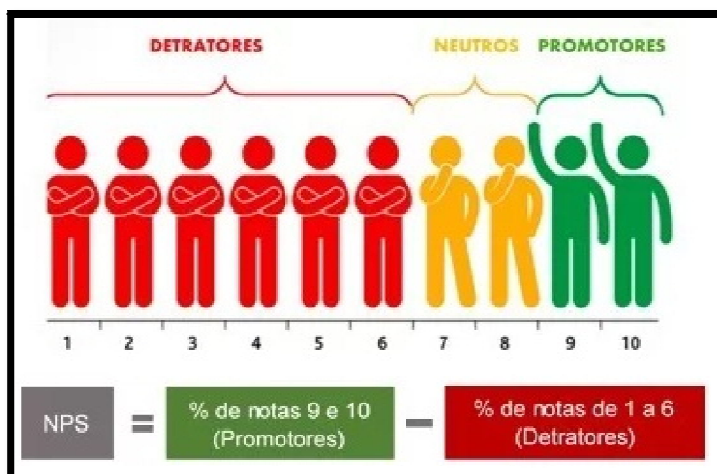 DETRATORES NEUTROS PROMOTORES
1 2 3 4 5 6 7 8 9 10
NPS = % de notas 9 e 10 (Promotores) - % de notas de 1 a 6 (Detratores)